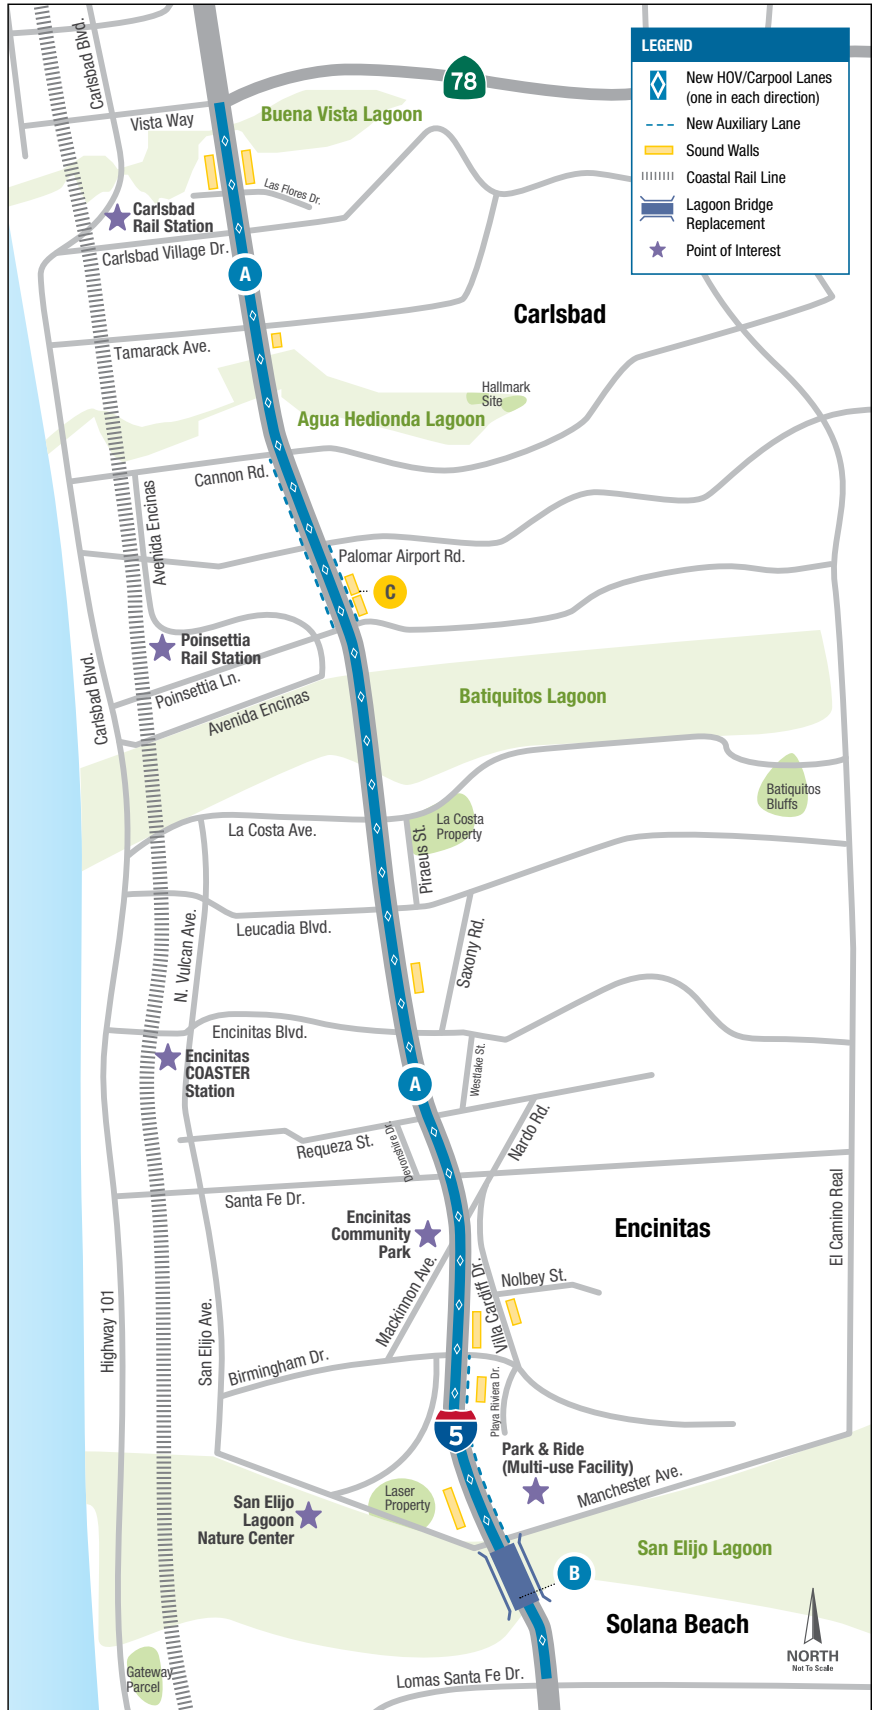 Carlsbad Blvd.
78
LEGEND
New HOV/Carpool Lanes
(one in each direction)
New Auxiliary Lane
Sound Walls
Coastal Rail Line
Lagoon Bridge
Replacement
Point of Interest
Vista Way
Buena Vista Lagoon
Las Flores Dr.
Carlsbad
Rail Station
Carlsbad Village Dr.
A
Carlsbad
Tamarack Ave.
Hallmark
Site
Agua Hedionda Lagoon
Cannon Rd.
Avenida Encinas
Palomar Airport Rd.
C
Poinsettia
Rail Station
Carlsbad Blvd.
Poinsettia Ln.
Avenida Encinas
Batiquitos Lagoon
Batiquitos
Bluffs
La Costa Ave.
La Costa
Property
Piraeus St.
Leucadia Blvd.
N. Vulcan Ave.
Saxony Rd.
Encinitas Blvd.
Westlake St.
Encinitas
COASTER
Station
A
Requeza St.
Devonshire Dr.
Nardo Rd.
Santa Fe Dr.
El Camino Real
Encinitas
Community
Park
Encinitas
Mackinnon Ave.
Villa Cardiff Dr.
Nolbey St.
Highway 101
San Elijo Ave.
Birmingham Dr.
Playa Riviera Dr.
5
Park & Ride
(Multi-use Facility)
Manchester Ave.
Laser
Property
San Elijo
Lagoon
Nature Center
San Elijo Lagoon
B
Solana Beach
NORTH
Not To Scale
Gateway
Parcel
Lomas Santa Fe Dr.